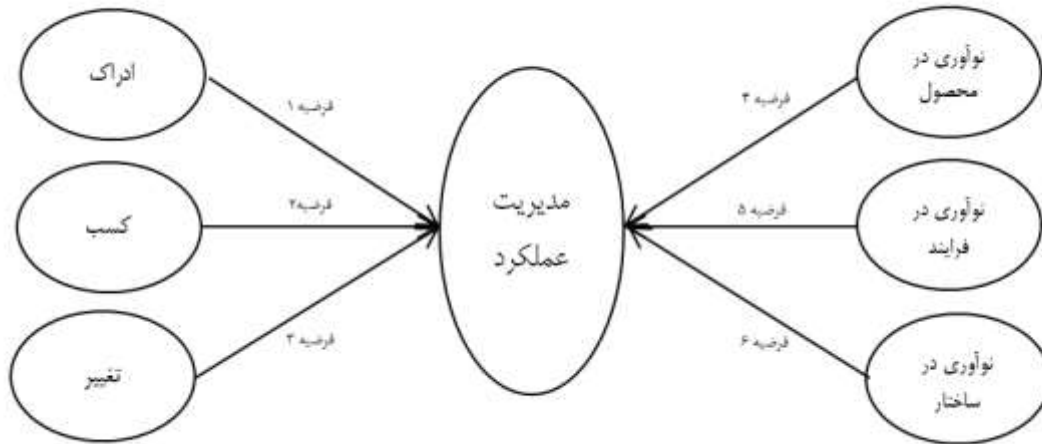 ادراک
فرضیه ۱
کسب
فرضیه۲
تغییر
فرضیه ۳
مدیریت
عملکرد
نوآوری در
محصول
فرضیه ۴
نوآوری در
فرایند
فرضیه ۵
نوآوری در
ساختار
فرضیه ۶